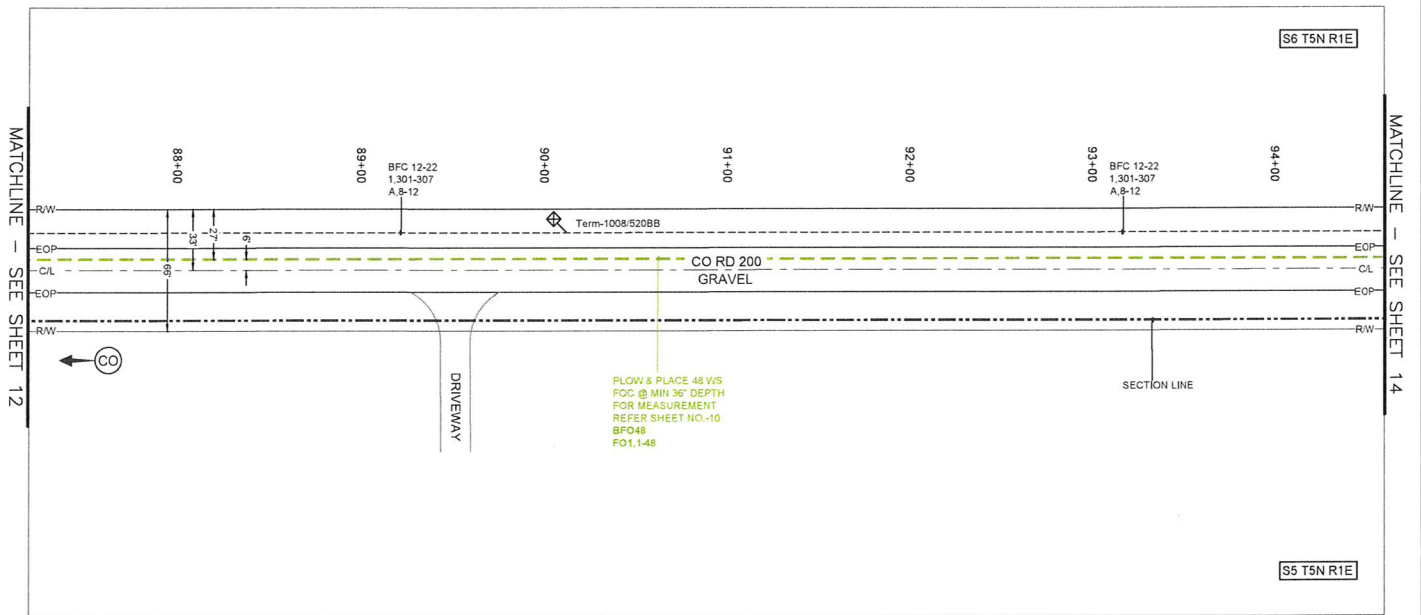 S6 T5N R1E
MATCHLINE - SEE SHEET 12
MATCHLINE - SEE SHEET 14
88+00
89+00
90+00
91+00
92+00
93+00
94+00
BFC 12-22
1,301-307
A,8-12
BFC 12-22
1,301-307
A,8-12
Term-1008/520BB
R/W
R/W
EOP
EOP
C/L
C/L
EOP
EOP
R/W
R/W
66'
33'
27'
6'
CO RD 200
GRAVEL
CO
DRIVEWAY
PLOW & PLACE 48 WS
FOC @ MIN 36" DEPTH
FOR MEASUREMENT
REFER SHEET NO.-10
BFO48
FO1.1-48
SECTION LINE
S5 T5N R1E